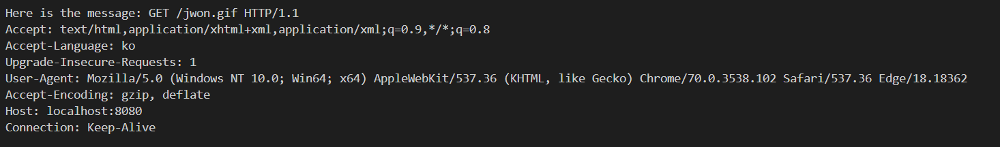 Here is the message: GET /jwon.gif HTTP/1.1
Accept: text/html,application/xhtml+xml,application/xml;q=0.9,*/*;q=0.8
Accept-Language: ko
Upgrade-Insecure-Requests: 1
User-Agent: Mozilla/5.0 (Windows NT 10.0; Win64; x64) AppleWebKit/537.36 (KHTML, like Gecko) Chrome/70.0.3538.102 Safari/537.36 Edge/18.18362
Accept-Encoding: gzip, deflate
Host: localhost:8080
Connection: Keep-Alive